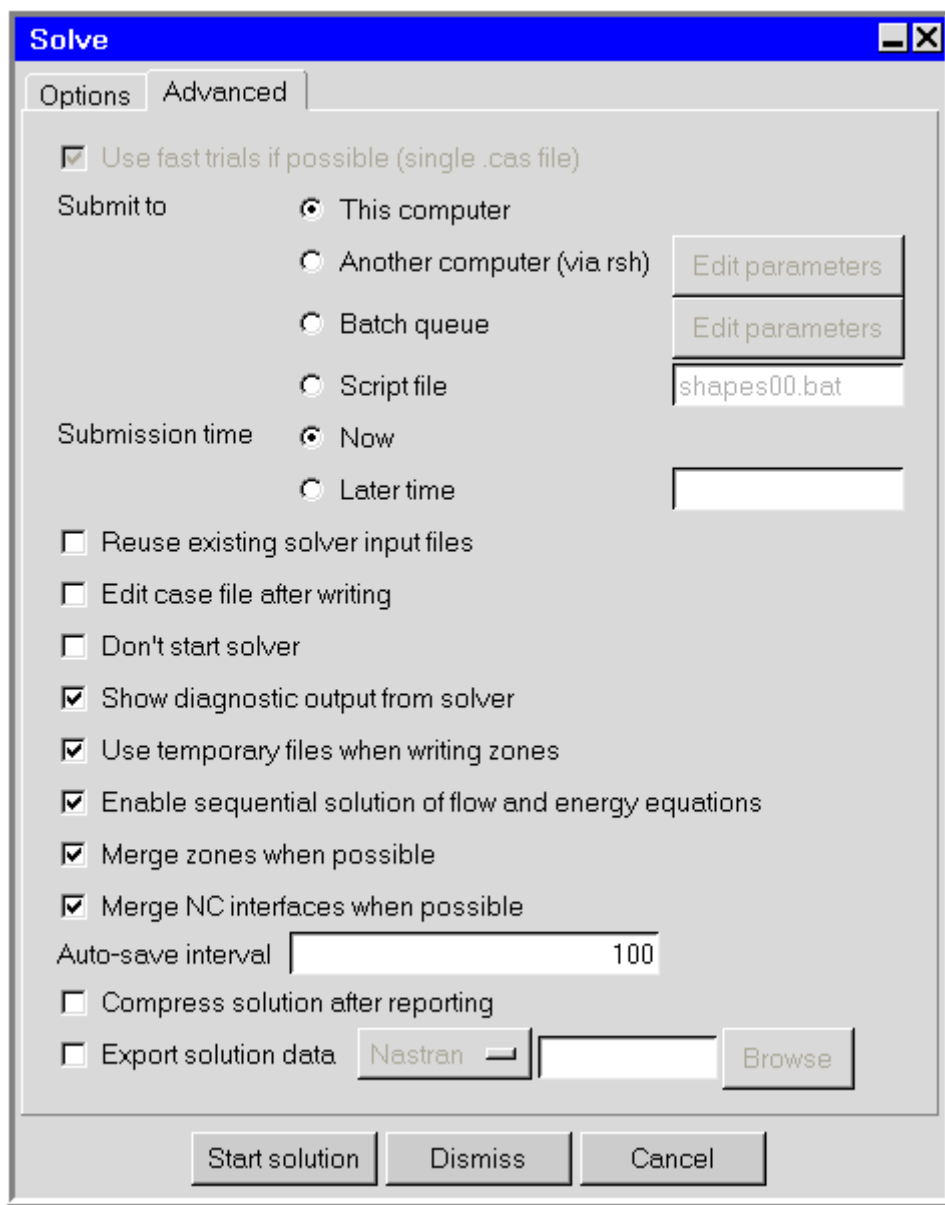 Solve
Options Advanced
Use fast trials if possible (single .cas file)
Submit to This computer
Another computer (via rsh) Edit parameters
Batch queue Edit parameters
Script file shapes00.bat
Submission time Now
Later time
Reuse existing solver input files
Edit case file after writing
Don't start solver
Show diagnostic output from solver
Use temporary files when writing zones
Enable sequential solution of flow and energy equations
Merge zones when possible
Merge NC interfaces when possible
Auto-save interval 100
Compress solution after reporting
Export solution data Nastran Browse
Start solution Dismiss Cancel